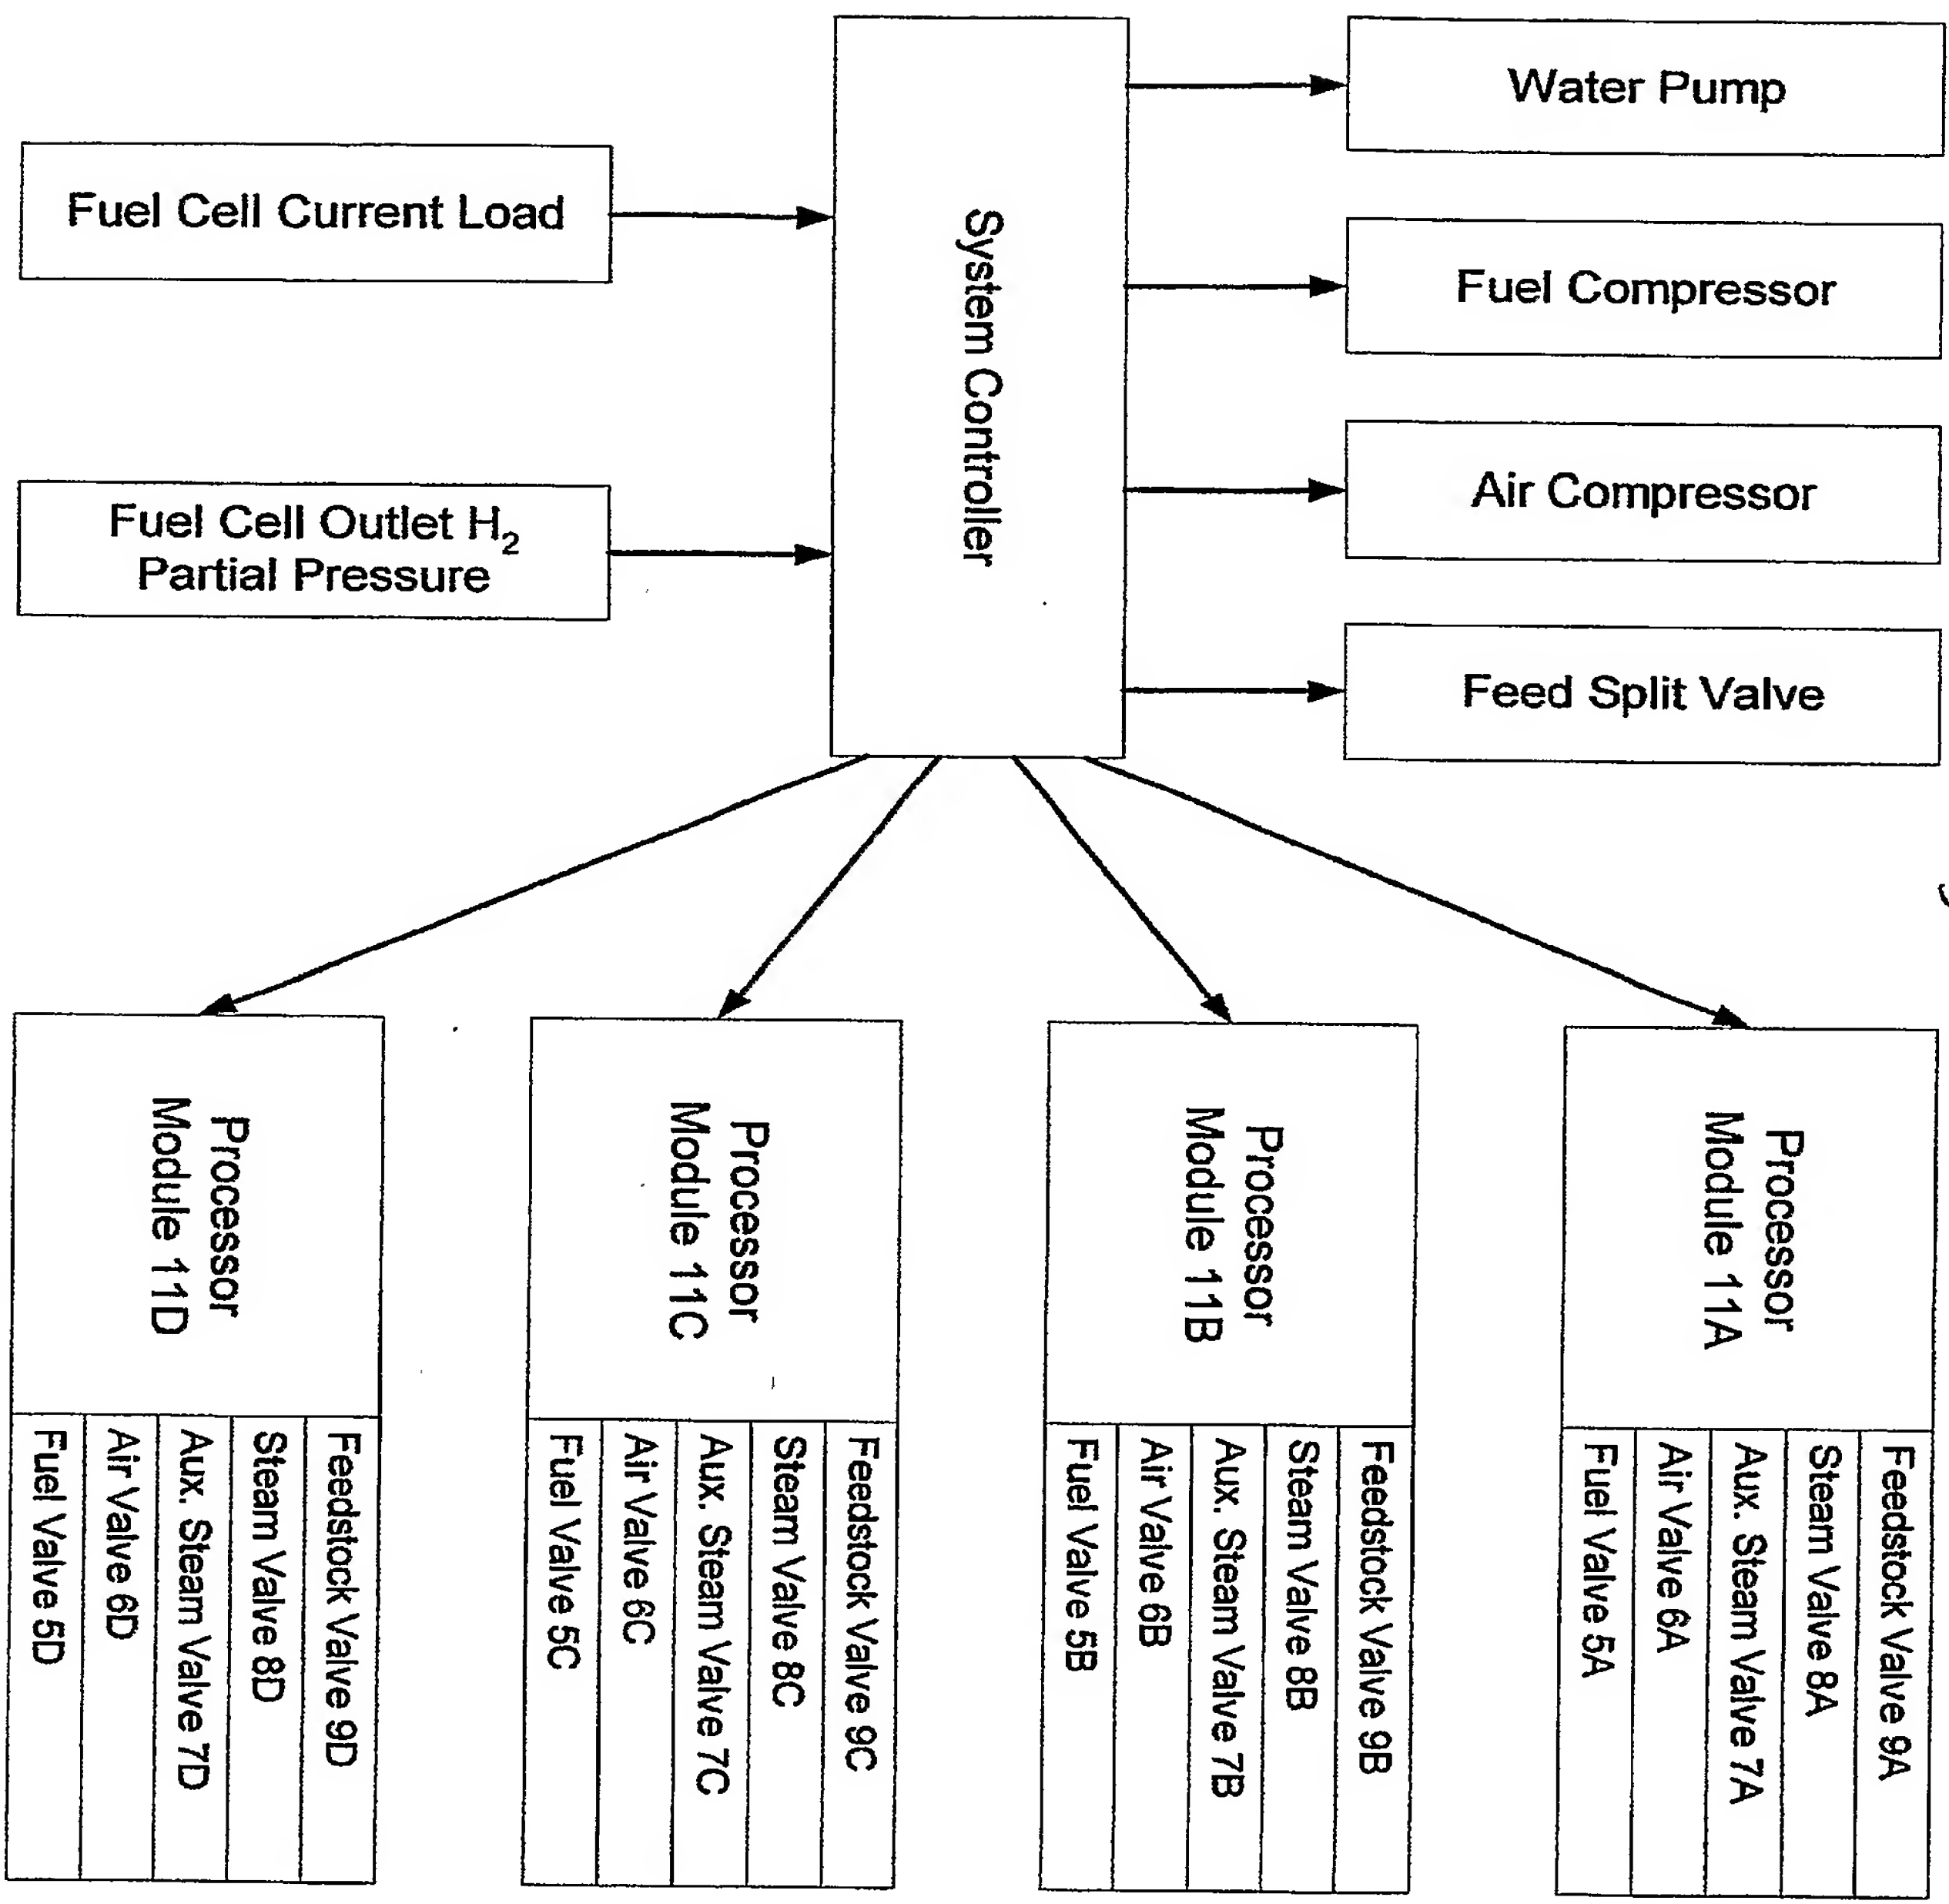 Water Pump
Fuel Cell Current Load
System Controller
Fuel Compressor
Fuel Cell Outlet H₂
Partial Pressure
Air Compressor
Feed Split Valve
Processor
Module 11D
Feedstock Valve 9D
Steam Valve 8D
Aux. Steam Valve 7D
Air Valve 6D
Fuel Valve 5D
Processor
Module 11C
Feedstock Valve 9C
Steam Valve 8C
Aux. Steam Valve 7C
Air Valve 6C
Fuel Valve 5C
Processor
Module 11B
Feedstock Valve 9B
Steam Valve 8B
Aux. Steam Valve 7B
Air Valve 6B
Fuel Valve 5B
Processor
Module 11A
Feedstock Valve 9A
Steam Valve 8A
Aux. Steam Valve 7A
Air Valve 6A
Fuel Valve 5A